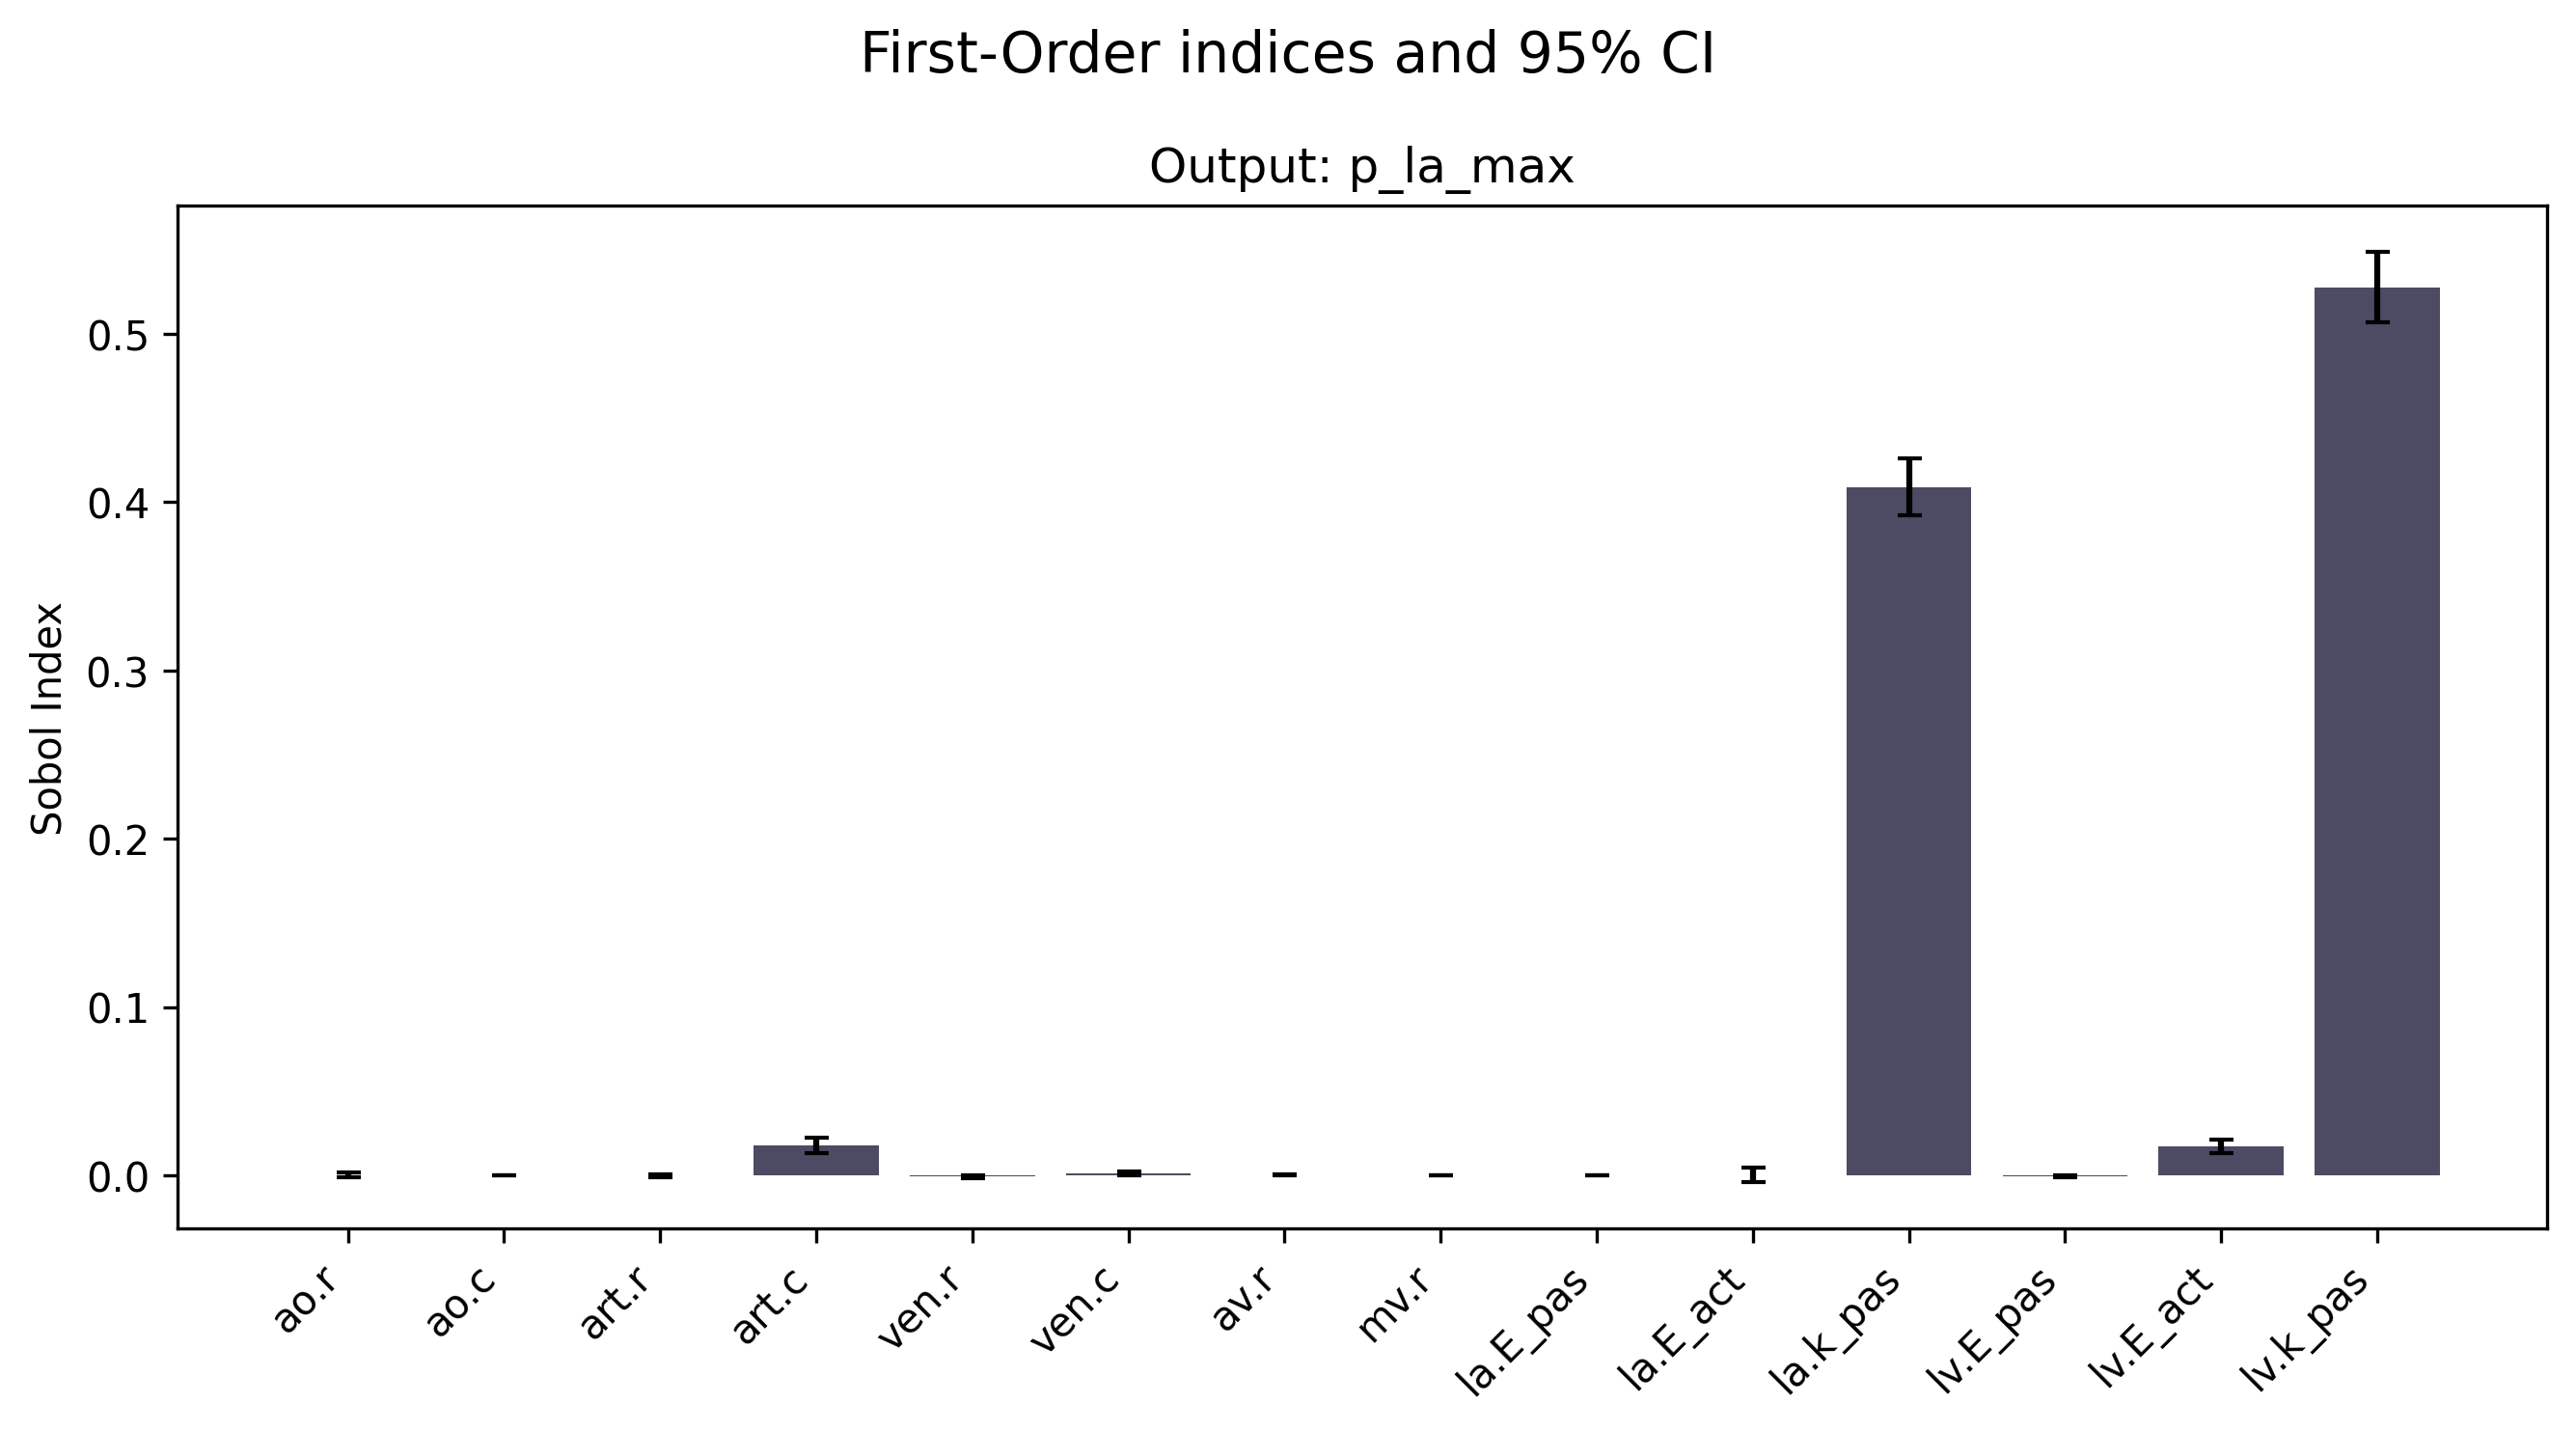 First-Order indices and 95% CI
Output: p_la_max
Sobol Index
0.5
0.4
0.3
0.2
0.1
0.0
ao.r
ao.c
art.r
art.c
ven.r
ven.c
av.r
mv.r
la.E_pas
la.E_act
la.k_pas
lv.E_pas
lv.E_act
lv.k_pas